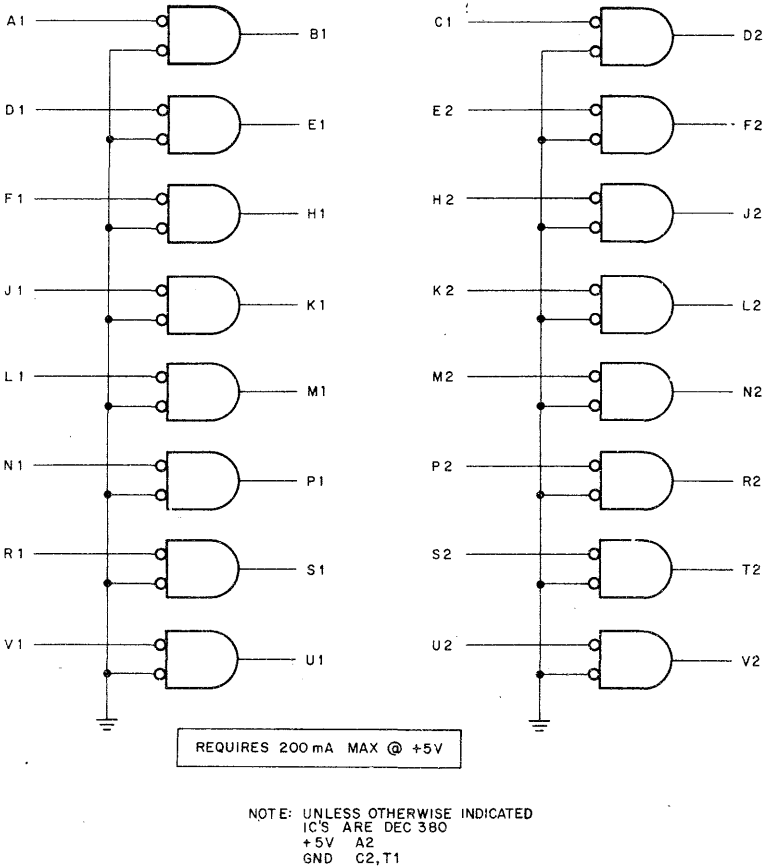 A1 B1 C1 D2
D1 E1 E2 F2
F1 H1 H2 J2
J1 K1 K2 L2
L1 M1 M2 N2
N1 P1 P2 R2
R1 S1 S2 T2
V1 U1 U2 V2
REQUIRES 200 mA MAX @ +5V
NOTE: UNLESS OTHERWISE INDICATED
IC'S ARE DEC 380
+5V A2
GND C2,T1